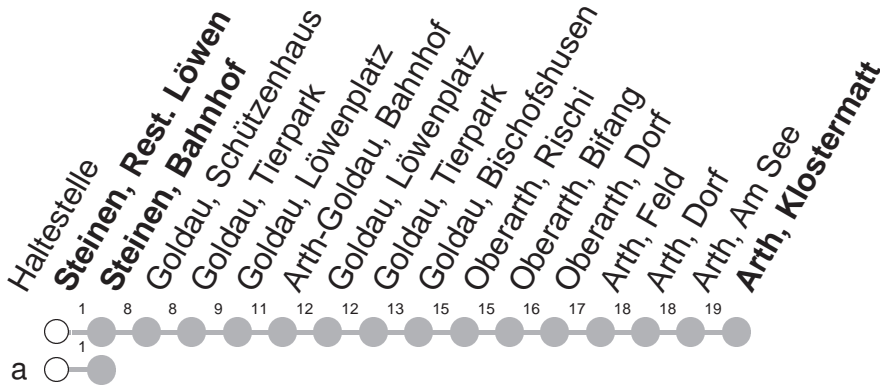 Haltestelle
Steinen, Rest. Löwen
Steinen, Bahnhof
Goldau, Schützenhaus
Goldau, Tierpark
Goldau, Löwenplatz
Arth-Goldau, Bahnhof
Goldau, Löwenplatz
Goldau, Tierpark
Goldau, Bischofshusen
Oberarth, Rischi
Oberarth, Bifang
Oberarth, Dorf
Arth, Feld
Arth, Dorf
Arth, Am See
Arth, Klostermatt
1 8 8 9 11 12 12 13 15 15 16 17 18 18 19
1
a